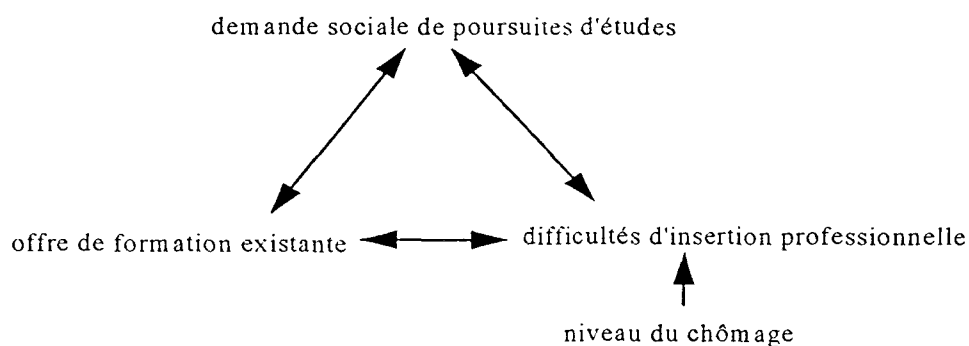 demande sociale de poursuites d'études
offre de formation existante
difficultés d'insertion professionnelle
niveau du chômage